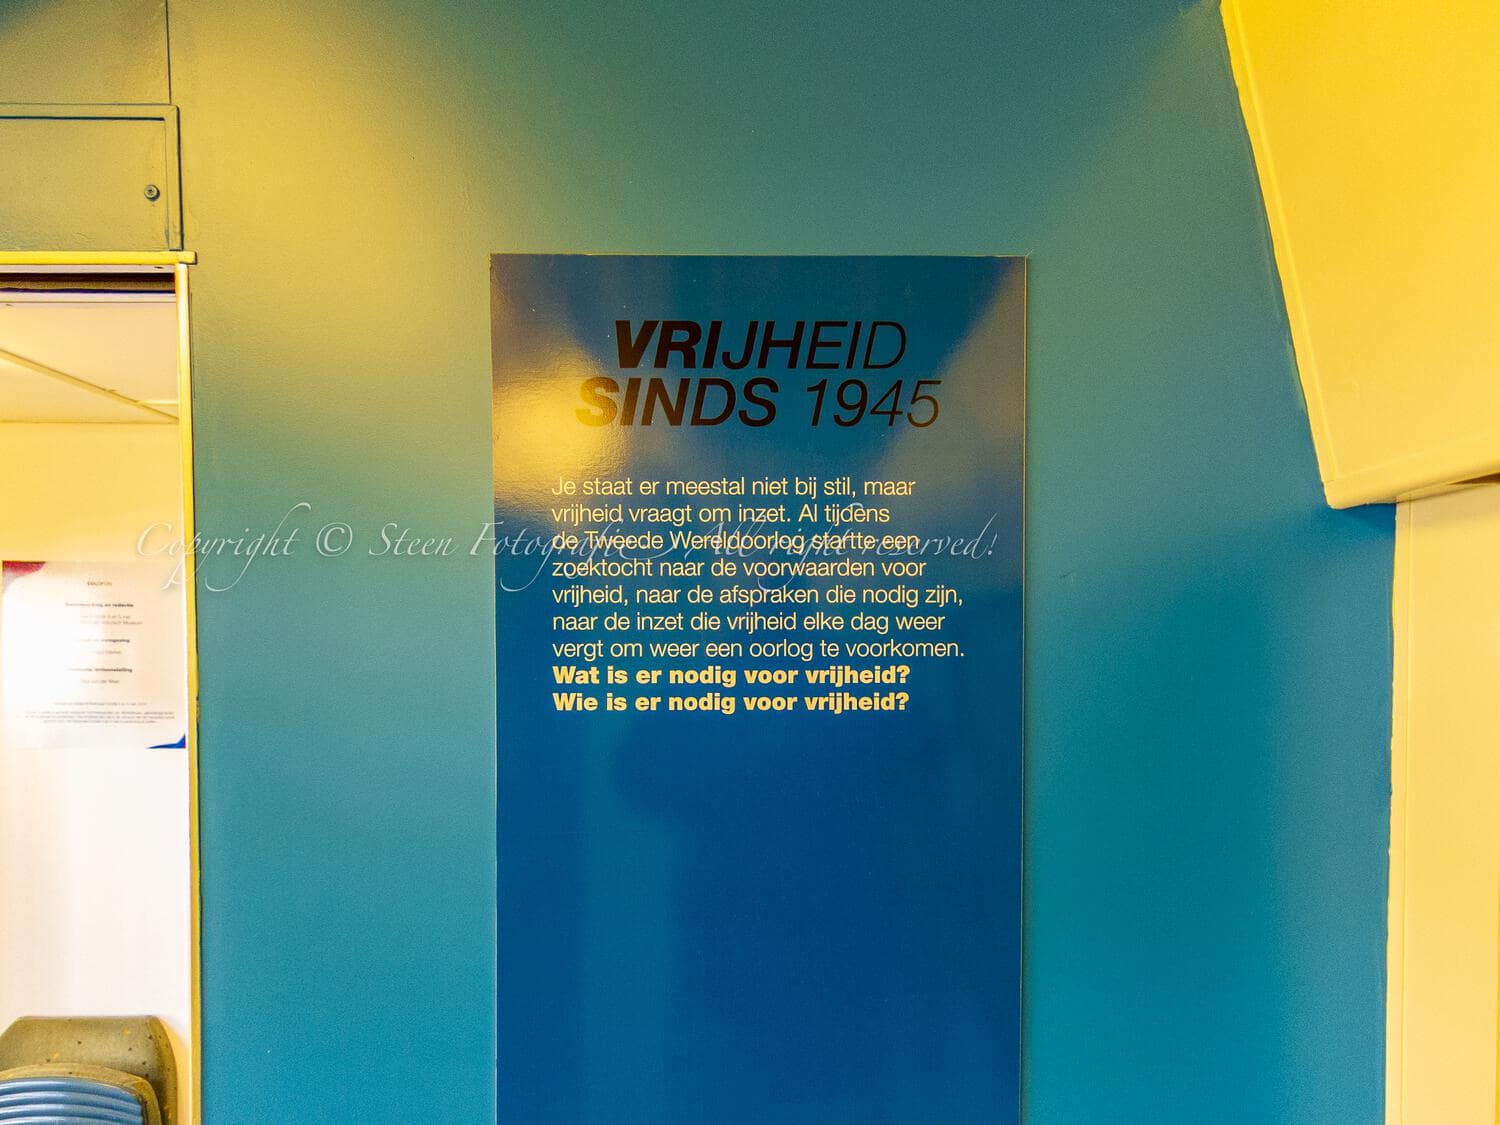 VRIJHEID
SINDS 1945
Je staat er meestal niet bij stil, maar
vrijheid vraagt om inzet. Al tijdens
de Tweede Wereldoorlog startte een
zoektocht naar de voorwaarden voor
vrijheid, naar de afspraken die nodig zijn,
naar de inzet die vrijheid elke dag weer
vergt om weer een oorlog te voorkomen.
Wat is er nodig voor vrijheid?
Wie is er nodig voor vrijheid?
Copyright © Steen Fotografie All right reserved!
COLOFON